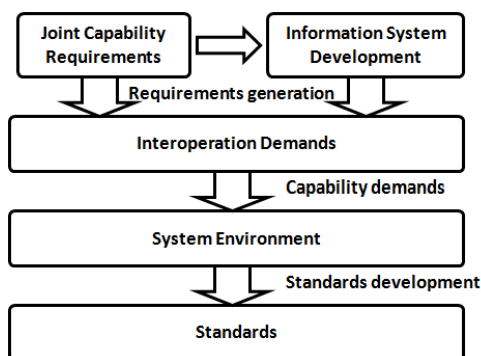 Joint Capability
Requirements
Information System
Development
Requirements generation
Interoperation Demands
Capability demands
System Environment
Standards development
Standards